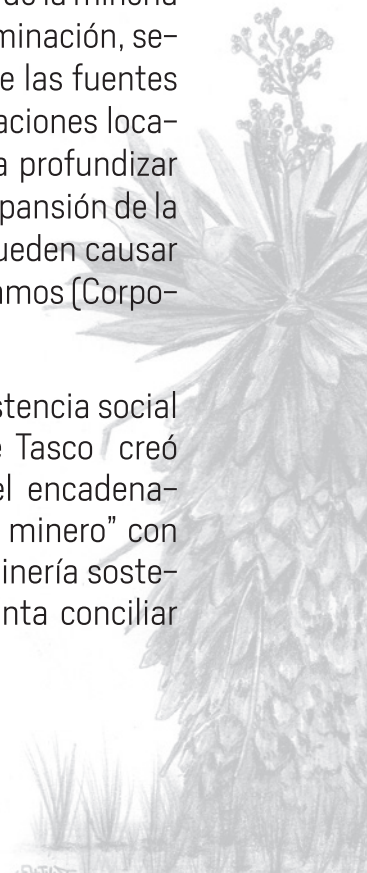 de la minería
minación, se-
e las fuentes
aciones loca-
a profundizar
pansión de la
ueden causar
amos (Corpo-
stencia social
e Tasco creó
el encadena-
minero” con
inería soste-
nta conciliar